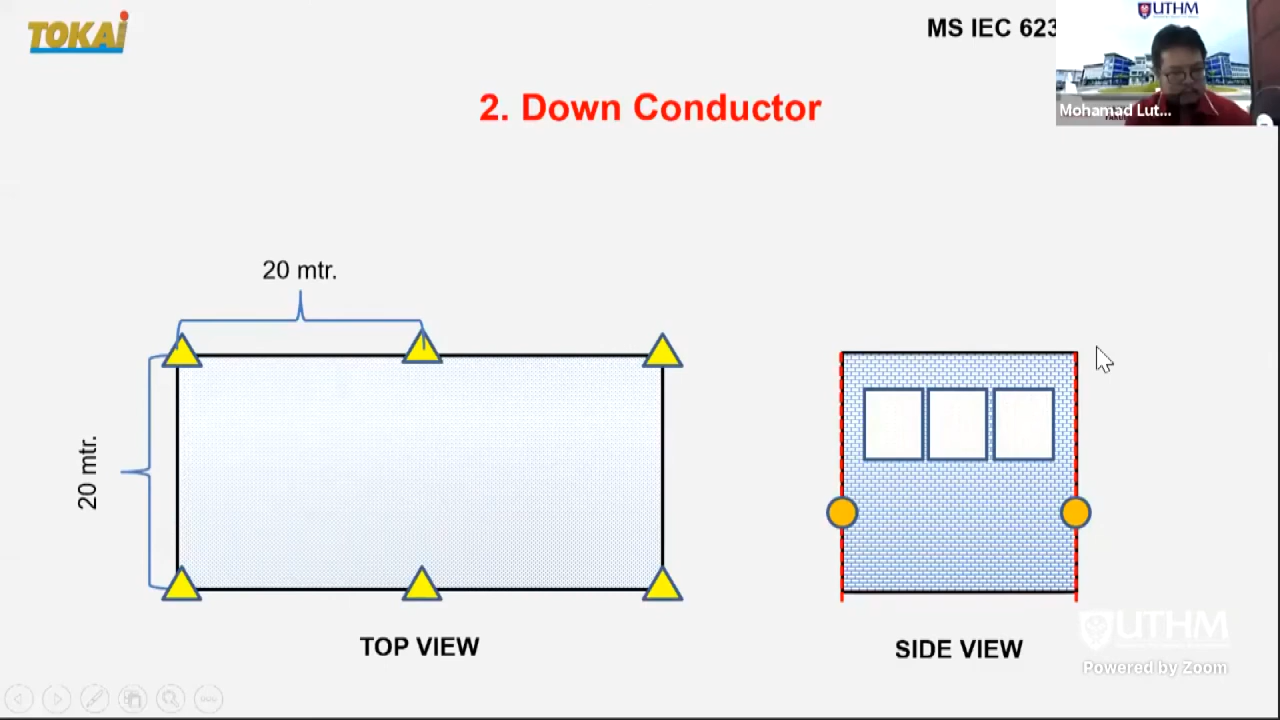 TOKAI
MS IEC 623
UTHM
Mohamad Lut...
2. Down Conductor
20 mtr.
20 mtr.
TOP VIEW
SIDE VIEW
UTHM
Powered by Zoom